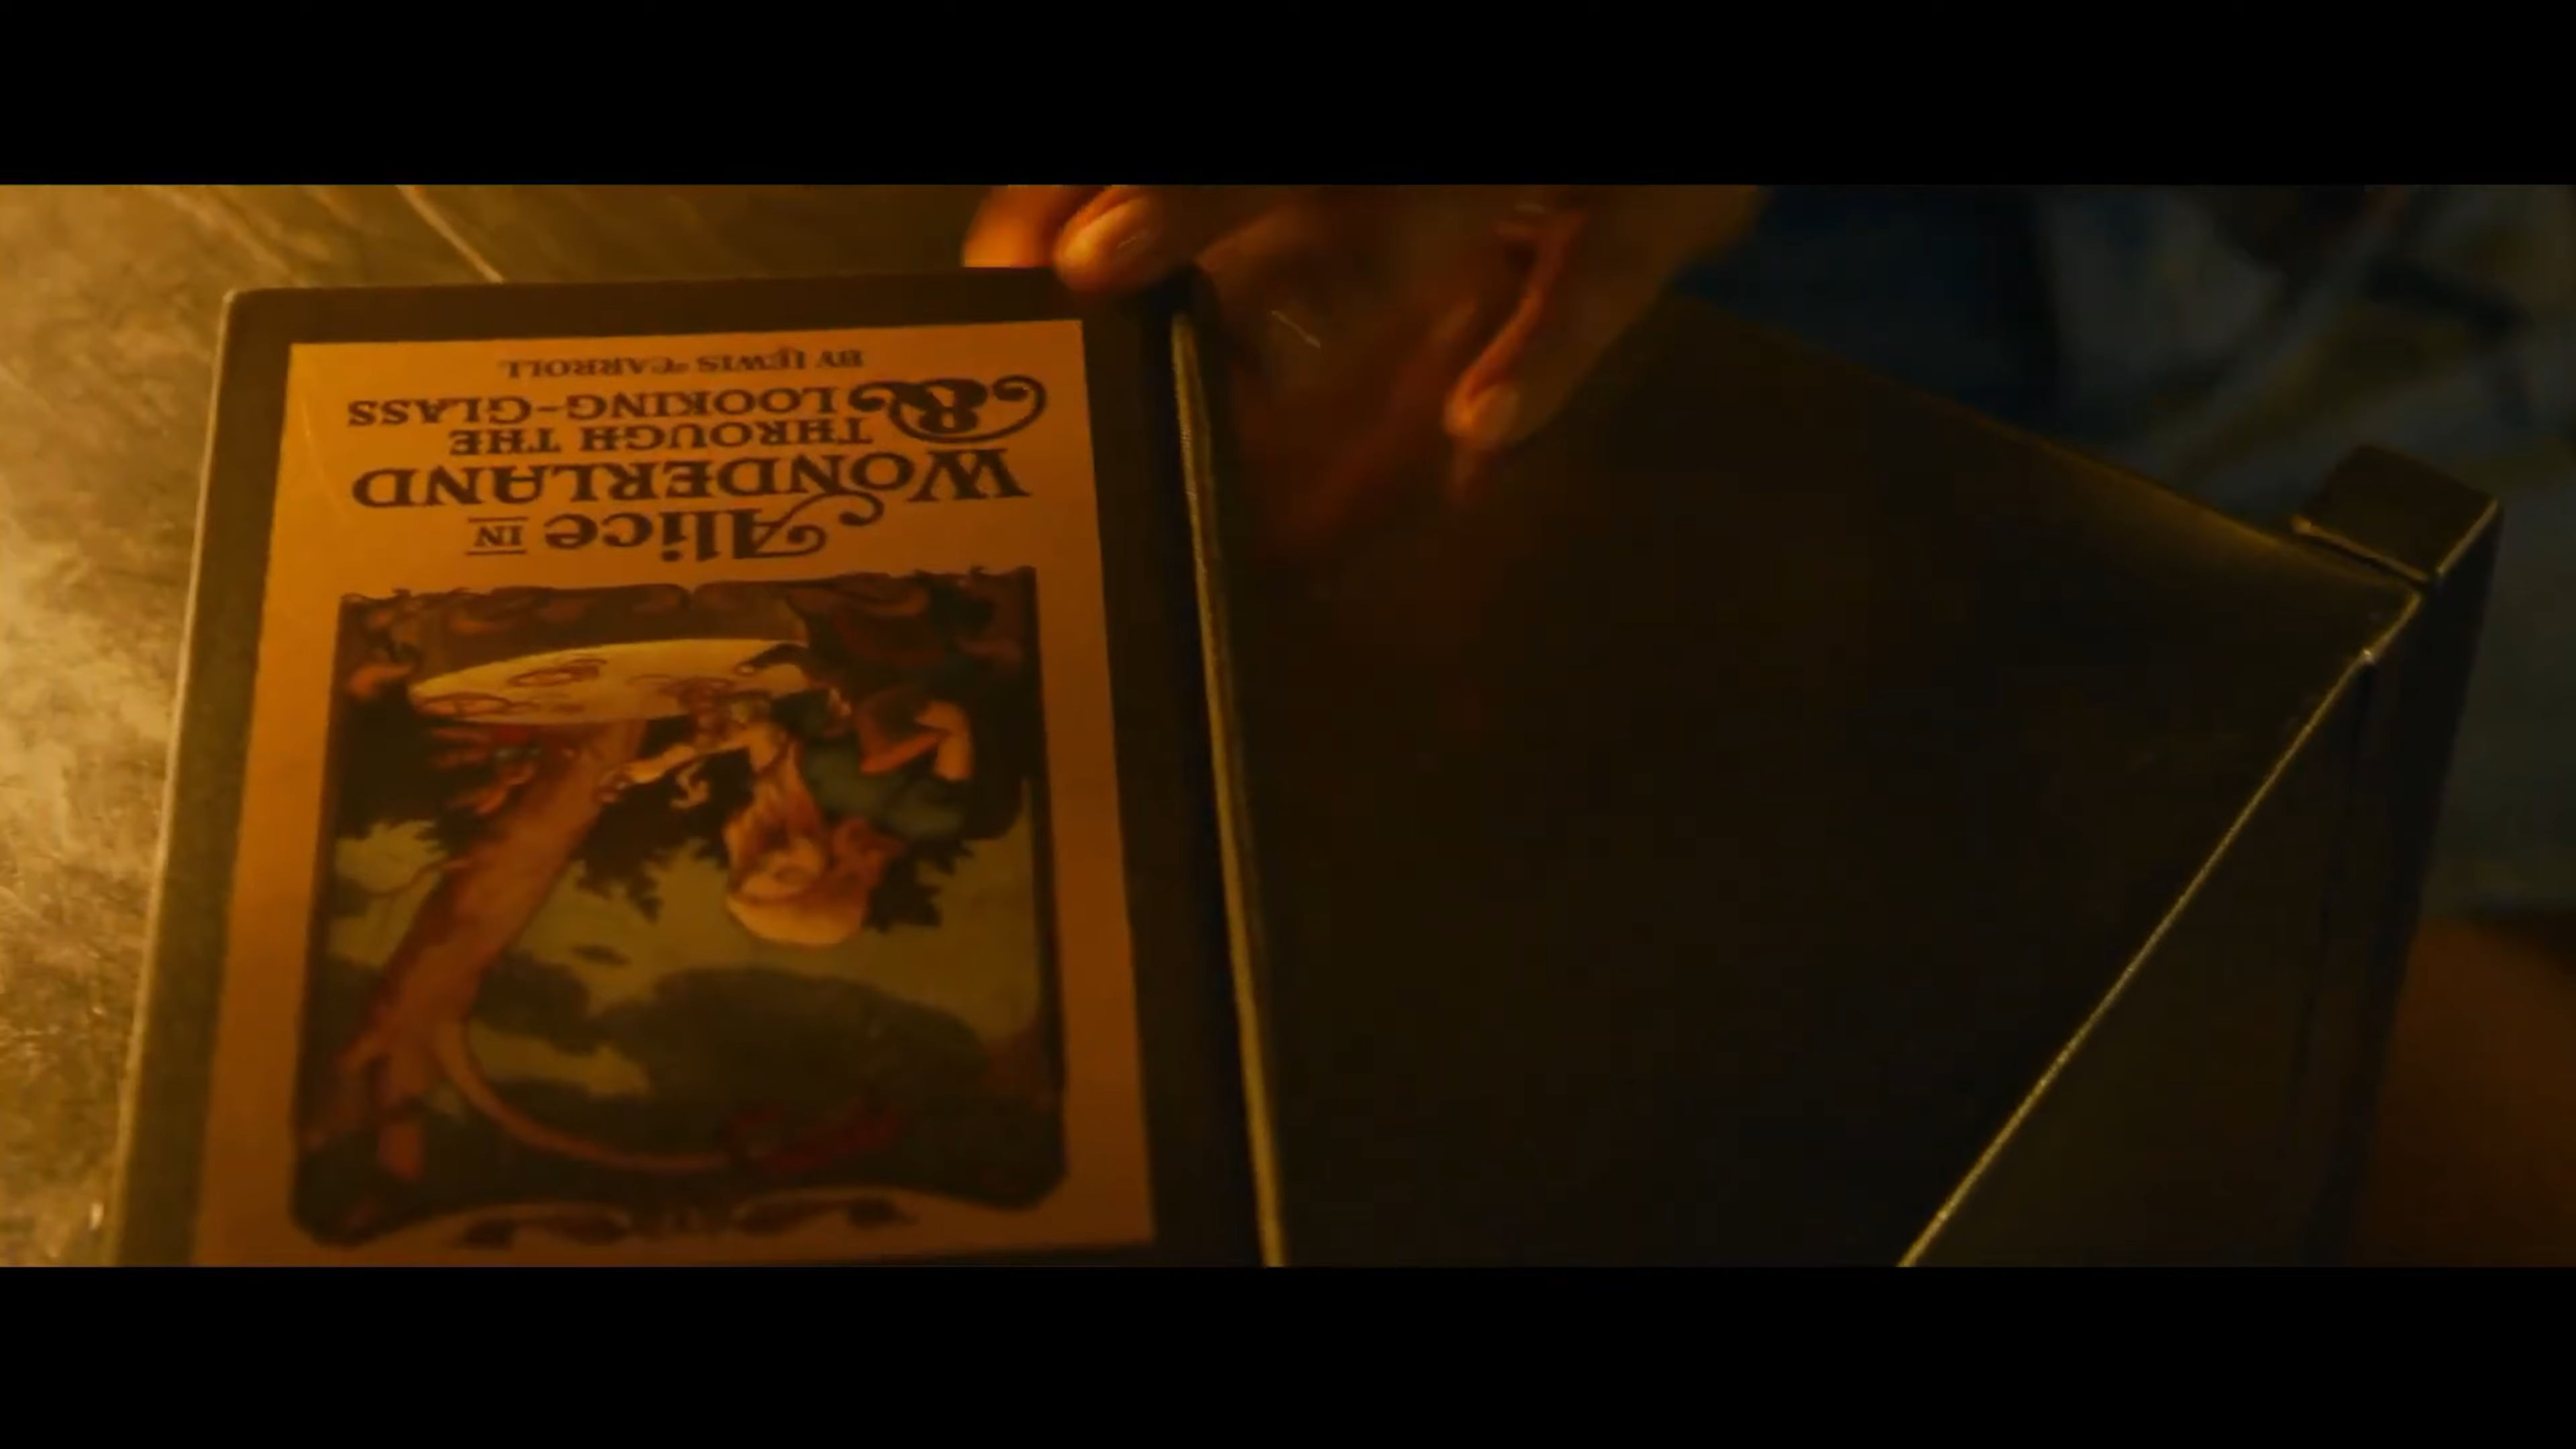 Alice IN
WONDERLAND
& THROUGH THE
LOOKING-GLASS
BY LEWIS CARROLL